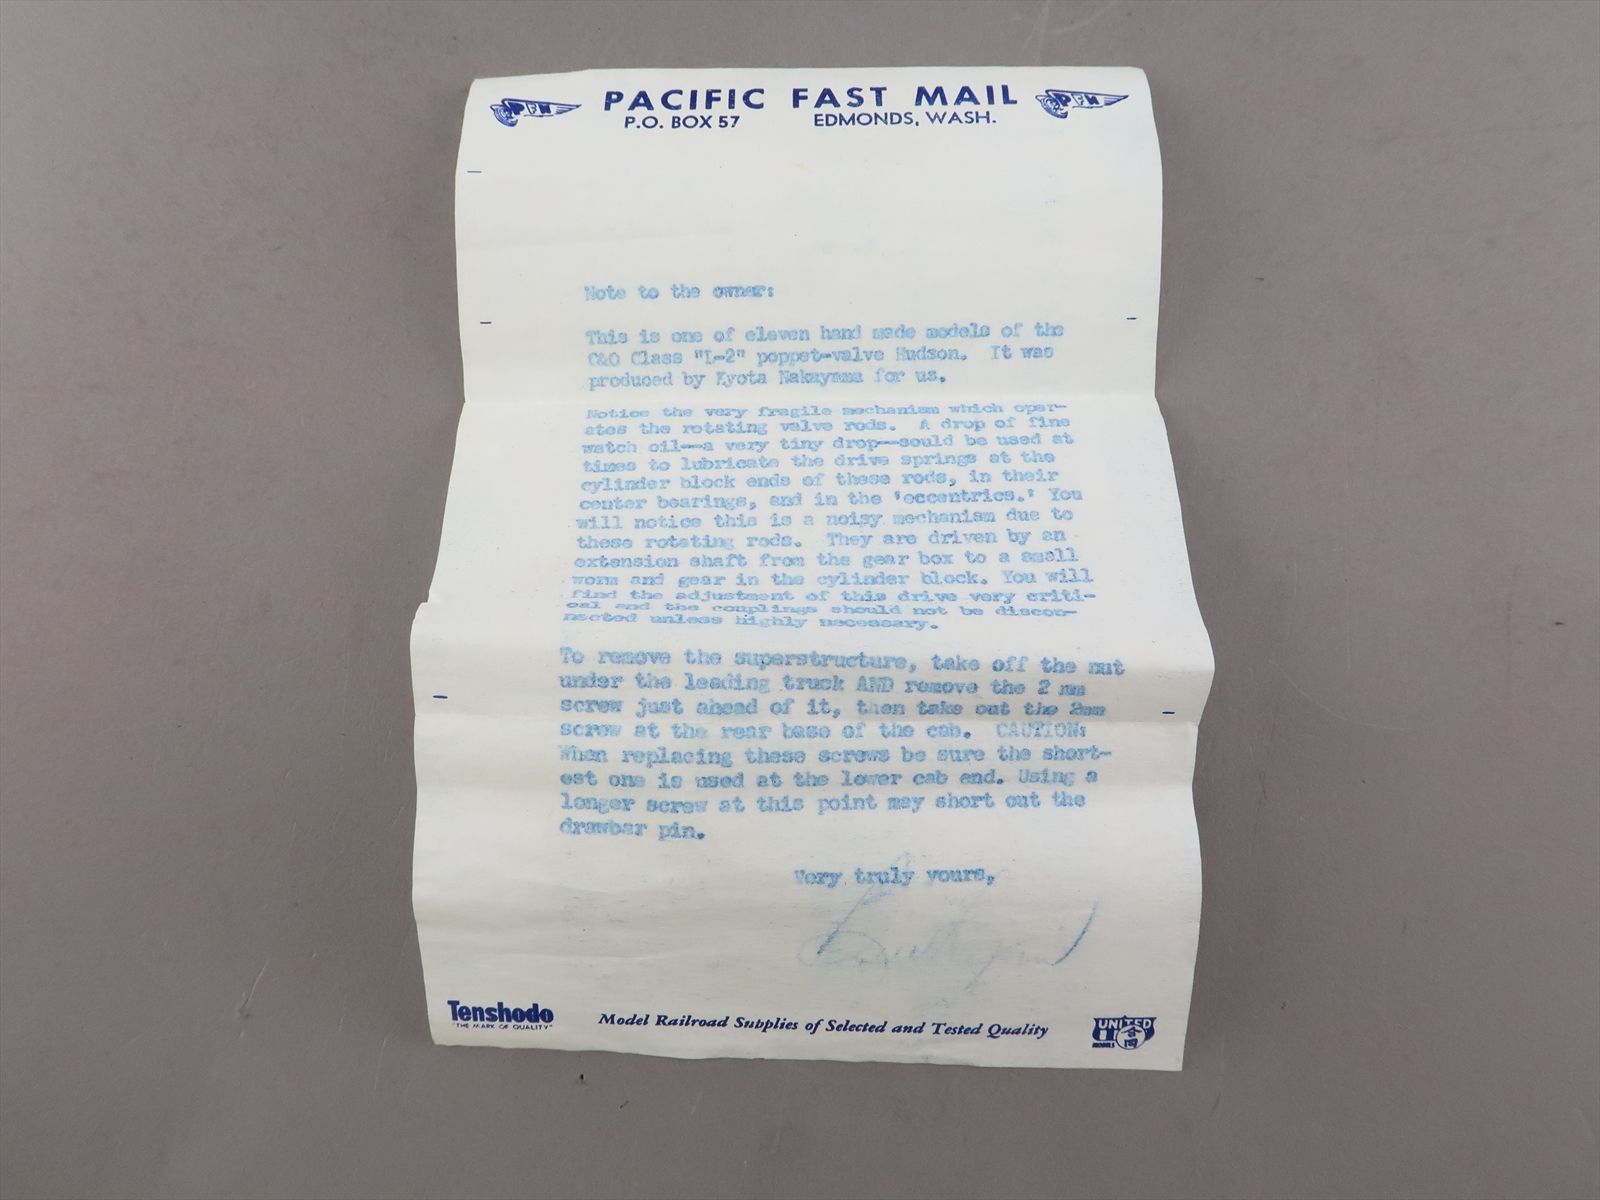 PFM PACIFIC FAST MAIL PFM
P.O. BOX 57 EDMONDS, WASH.
Note to the owner:
This is one of eleven hand made models of the
C&O Class "L-2" poppet-valve Hudson. It was
produced by Kyota Nakayama for us.
Notice the very fragile mechanism which oper-
ates the rotating valve rods. A drop of fine
watch oil--a very tiny drop--sould be used at
times to lubricate the drive springs at the
cylinder block ends of these rods, in their
center bearings, and in the 'eccentrics.' You
will notice this is a noisy mechanism due to
these rotating rods. They are driven by an
extension shaft from the gear box to a small
worm and gear in the cylinder block. You will
find the adjustment of this drive very criti-
cal and the couplings should not be discon-
nected unless highly necessary.
To remove the superstructure, take off the nut
under the leading truck AND remove the 2 mm
screw just ahead of it, then take out the 2mm
screw at the rear base of the cab. CAUTION:
When replacing these screws be sure the short-
est one is used at the lower cab end. Using a
longer screw at this point may short out the
drawbar pin.
Very truly yours,
Tenshodo
"THE MARK OF QUALITY"
Model Railroad Supplies of Selected and Tested Quality
UNITED
MODELS